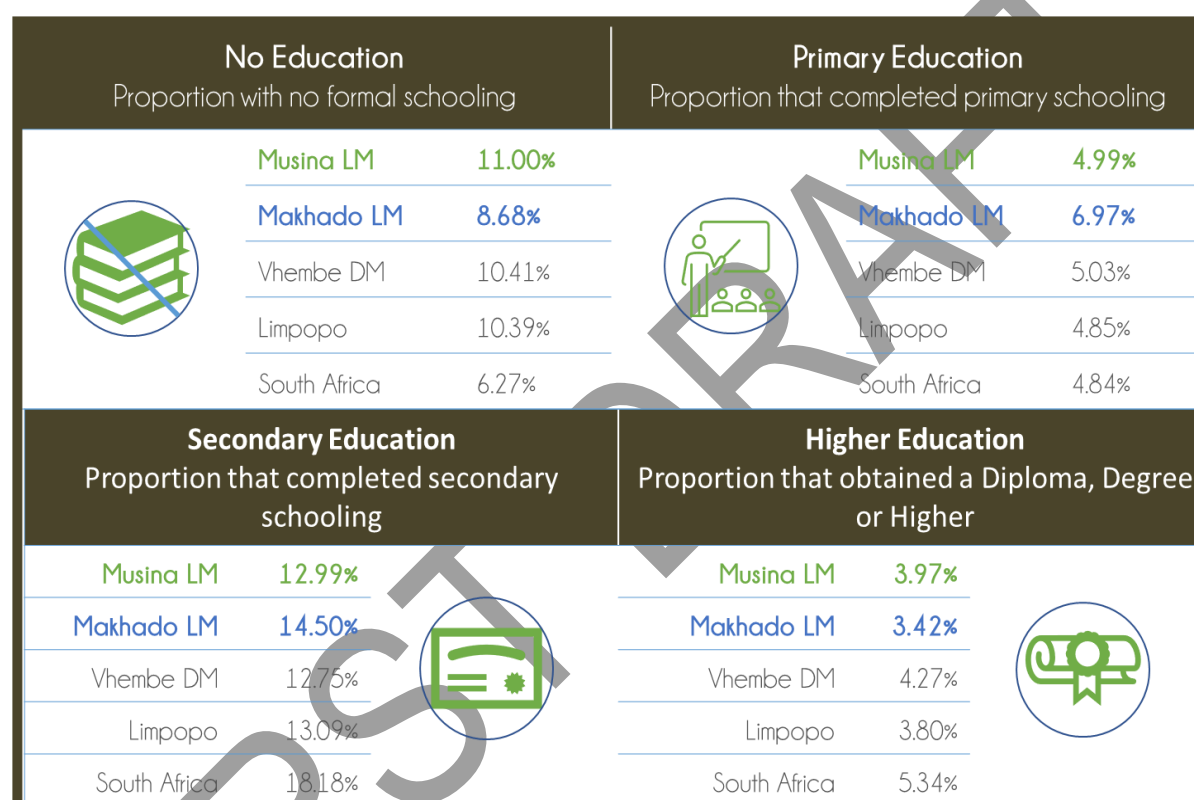 No Education
Proportion with no formal schooling
Musina LM 11.00%
Makhado LM 8.68%
Vhembe DM 10.41%
Limpopo 10.39%
South Africa 6.27%
Primary Education
Proportion that completed primary schooling
Musina LM 4.99%
Makhado LM 6.97%
Vhembe DM 5.03%
Limpopo 4.85%
South Africa 4.84%
Secondary Education
Proportion that completed secondary
schooling
Musina LM 12.99%
Makhado LM 14.50%
Vhembe DM 12.75%
Limpopo 13.09%
South Africa 18.18%
Higher Education
Proportion that obtained a Diploma, Degree
or Higher
Musina LM 3.97%
Makhado LM 3.42%
Vhembe DM 4.27%
Limpopo 3.80%
South Africa 5.34%